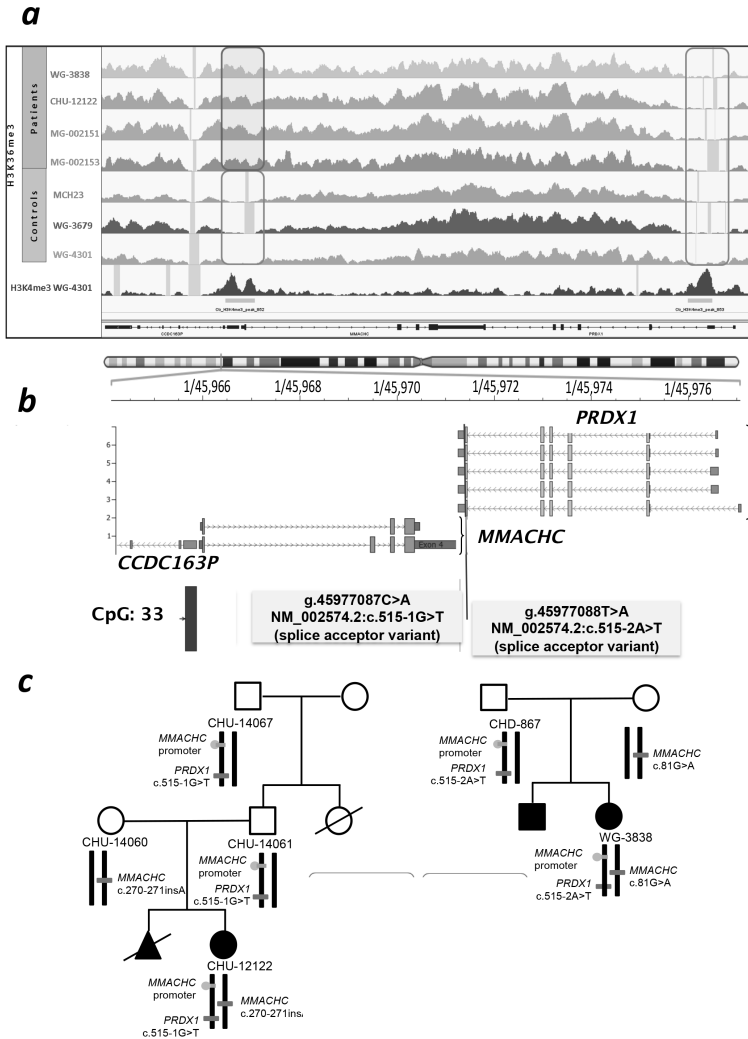 a
H3K36me3
Patients
Controls
WG-3838
CHU-12122
MG-002151
MG-002153
MCH23
WG-3679
WG-4301
H3K4me3 WG-4301
CCDC163P
MMACHC
PRDX1
1/45,966
1/45,968
1/45,970
1/45,972
1/45,974
1/45,976
b
PRDX1
6
5
4
3
2
1
Exon 4
MMACHC
CCDC163P
CpG: 33
g.45977087C>A
NM_002574.2:c.515-1G>T
(splice acceptor variant)
g.45977088T>A
NM_002574.2:c.515-2A>T
(splice acceptor variant)
c
CHU-14067
MMACHC
promoter
PRDX1
c.515-1G>T
CHD-867
MMACHC
promoter
PRDX1
c.515-2A>T
MMACHC
c.81G>A
CHU-14060
MMACHC
c.270-271insA
CHU-14061
MMACHC
promoter
PRDX1
c.515-1G>T
WG-3838
MMACHC
promoter
PRDX1
c.515-2A>T
MMACHC
c.81G>A
CHU-12122
MMACHC
promoter
PRDX1
c.515-1G>T
MMACHC
c.270-271ins